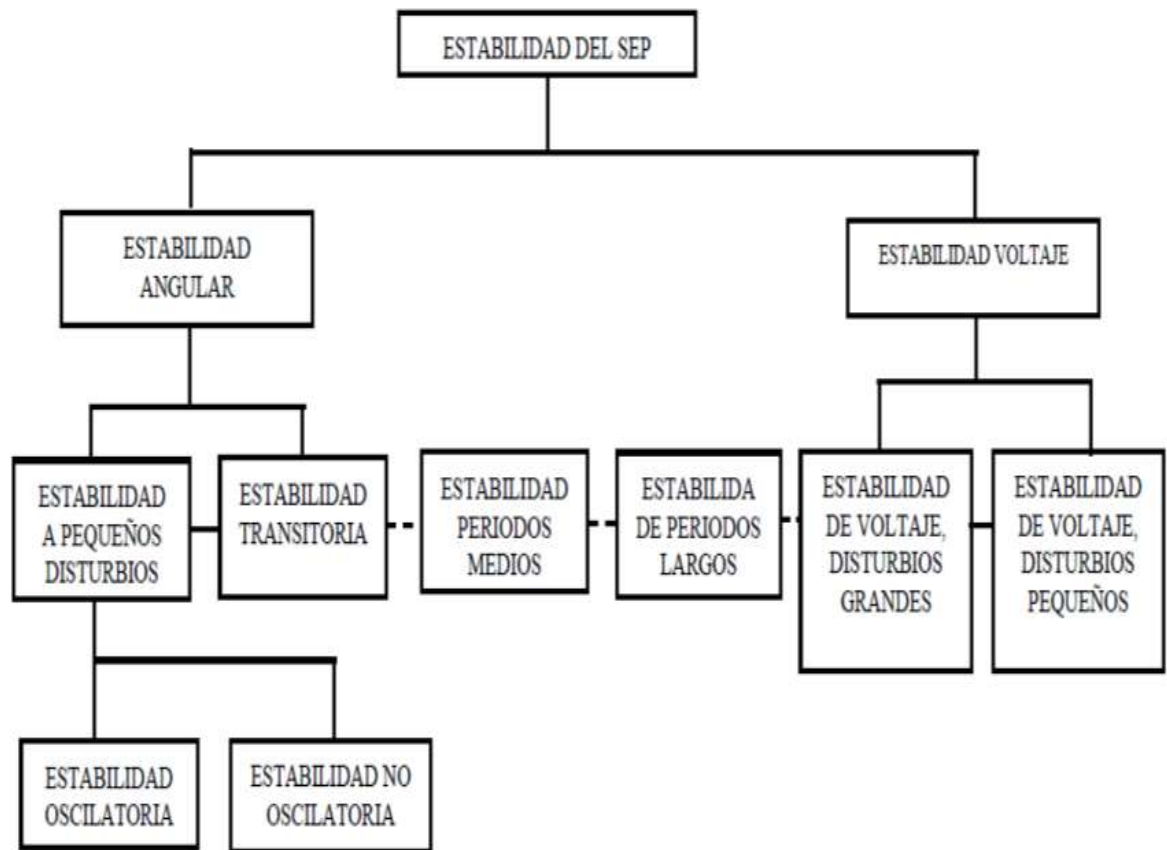 ESTABILIDAD DEL SEP
ESTABILIDAD
ANGULAR
ESTABILIDAD VOLTAJE
ESTABILIDAD
A PEQUEÑOS
DISTURBIOS
ESTABILIDAD
TRANSITORIA
ESTABILIDAD
PERIODOS
MEDIOS
ESTABILIDA
DE PERIODOS
LARGOS
ESTABILIDAD
DE VOLTAJE,
DISTURBIOS
GRANDES
ESTABILIDAD
DE VOLTAJE,
DISTURBIOS
PEQUEÑOS
ESTABILIDAD
OSCILATORIA
ESTABILIDAD NO
OSCILATORIA